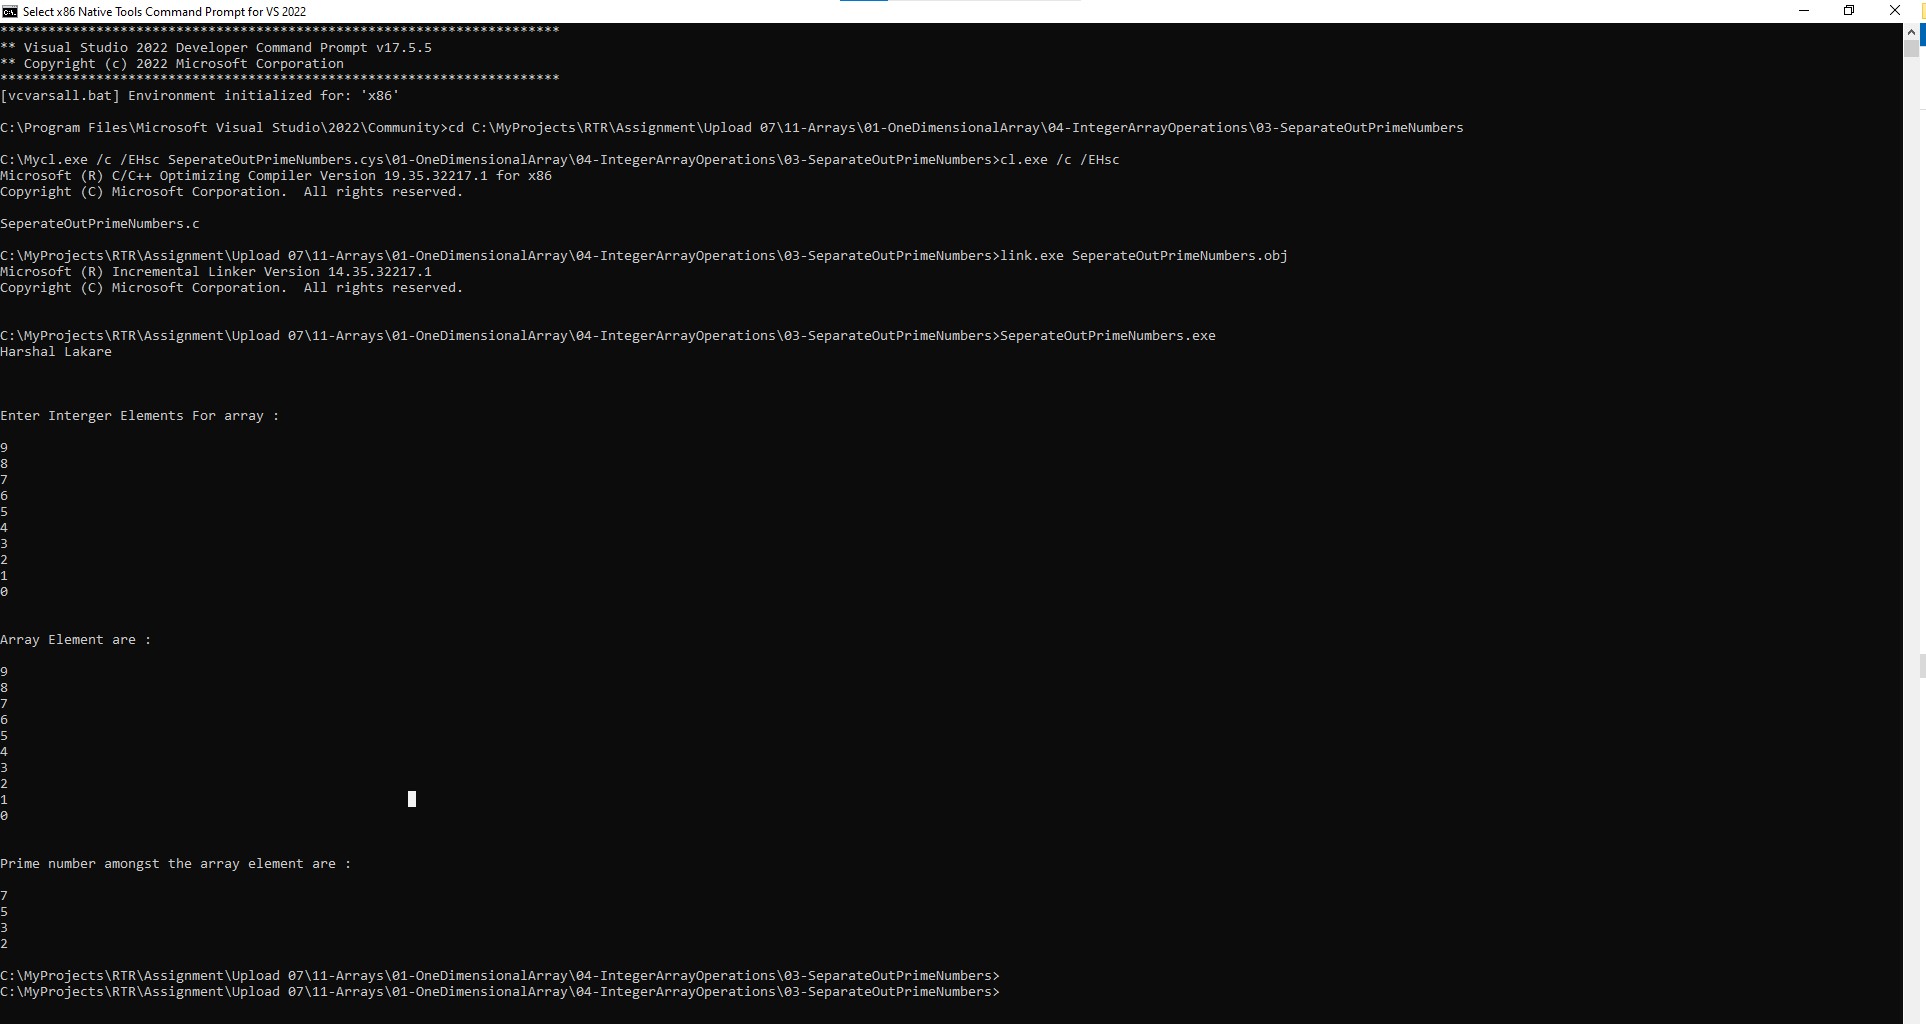 Select x86 Native Tools Command Prompt for VS 2022
**********************************************************************
** Visual Studio 2022 Developer Command Prompt v17.5.5
** Copyright (c) 2022 Microsoft Corporation
**********************************************************************
[vcvarsall.bat] Environment initialized for: 'x86'
C:\Program Files\Microsoft Visual Studio\2022\Community>cd C:\MyProjects\RTR\Assignment\Upload 07\11-Arrays\01-OneDimensionalArray\04-IntegerArrayOperations\03-SeparateOutPrimeNumbers
C:\Mycl.exe /c /EHsc SeperateOutPrimeNumbers.cys\01-OneDimensionalArray\04-IntegerArrayOperations\03-SeparateOutPrimeNumbers>cl.exe /c /EHsc
Microsoft (R) C/C++ Optimizing Compiler Version 19.35.32217.1 for x86
Copyright (C) Microsoft Corporation.  All rights reserved.
SeperateOutPrimeNumbers.c
C:\MyProjects\RTR\Assignment\Upload 07\11-Arrays\01-OneDimensionalArray\04-IntegerArrayOperations\03-SeparateOutPrimeNumbers>link.exe SeperateOutPrimeNumbers.obj
Microsoft (R) Incremental Linker Version 14.35.32217.1
Copyright (C) Microsoft Corporation.  All rights reserved.
C:\MyProjects\RTR\Assignment\Upload 07\11-Arrays\01-OneDimensionalArray\04-IntegerArrayOperations\03-SeparateOutPrimeNumbers>SeperateOutPrimeNumbers.exe
Harshal Lakare
Enter Interger Elements For array :
9
8
7
6
5
4
3
2
1
0
Array Element are :
9
8
7
6
5
4
3
2
1
0
Prime number amongst the array element are :
7
5
3
2
C:\MyProjects\RTR\Assignment\Upload 07\11-Arrays\01-OneDimensionalArray\04-IntegerArrayOperations\03-SeparateOutPrimeNumbers>
C:\MyProjects\RTR\Assignment\Upload 07\11-Arrays\01-OneDimensionalArray\04-IntegerArrayOperations\03-SeparateOutPrimeNumbers>